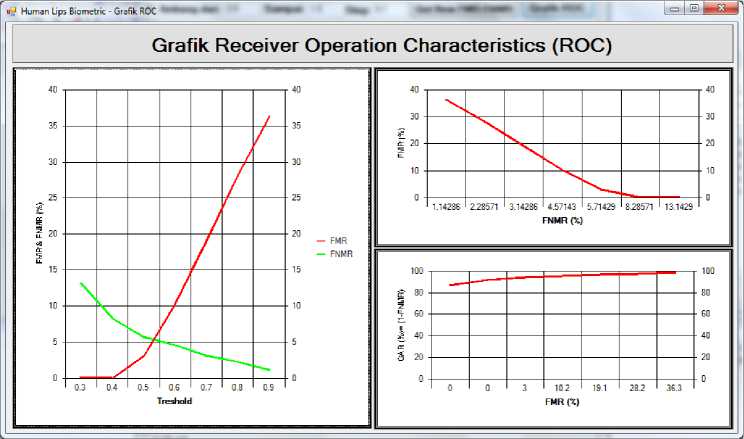 Human Lips Biometric - Grafik ROC
Grafik Receiver Operation Characteristics (ROC)
40 40
35 35
30 30
25 25
20 20
15 15
10 10
5 5
0 0
0.3 0.4 0.5 0.6 0.7 0.8 0.9
Treshold
FMR & FNMR (%)
FMR
FNMR
40 40
30 30
20 20
10 10
0 0
1,14286 2.28571 3.14286 4.57143 5.71429 8.28571 13.1429
FNMR (%)
FMR (%)
100 100
80 80
60 60
40 40
20 20
0 0
0 0 3 10.2 19.1 28.2 36.3
FMR (%)
(1-FNMR)